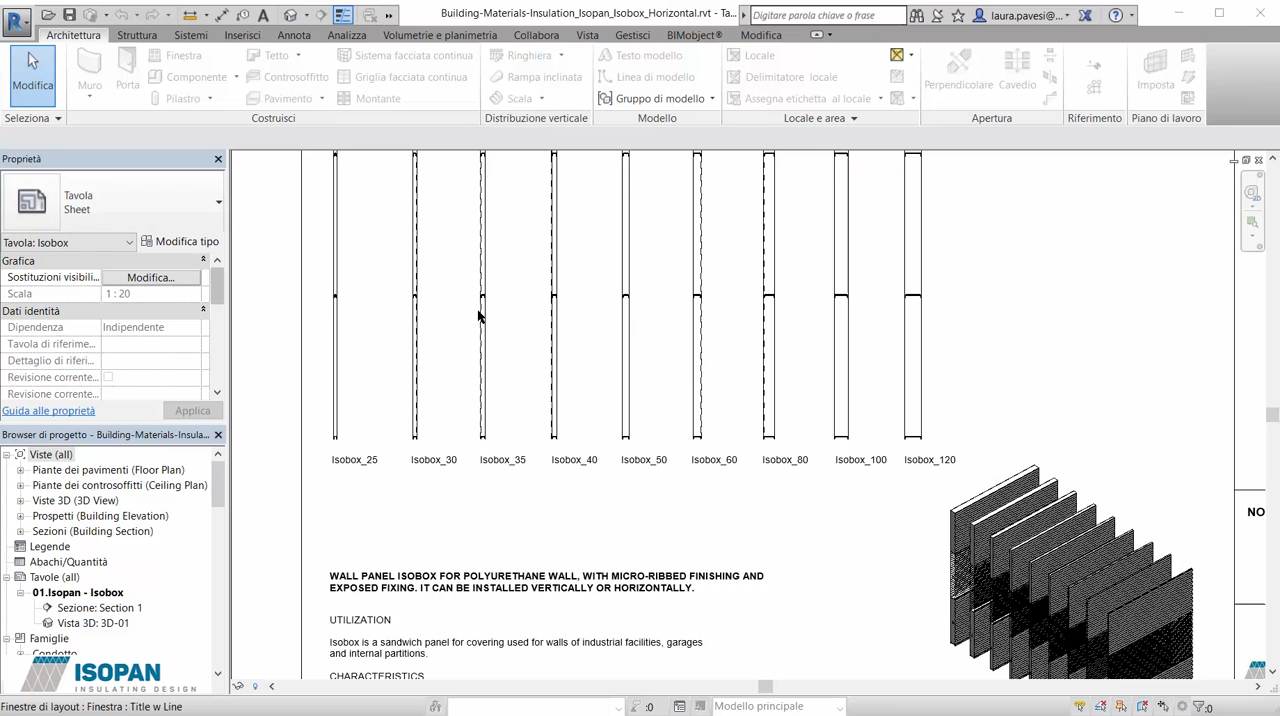 Building-Materials-Insulation_Isopan_Isobox_Horizontal.rvt - Ta...
Digitare parola chiave o frase
laura.pavesi@...
Architettura Struttura Sistemi Inserisci Annota Analizza Volumetrie e planimetria Collabora Vista Gestisci BIMobject® Modifica
Modifica
Muro
Porta
Finestra
Componente
Pilastro
Tetto
Controsoffitto
Pavimento
Sistema facciata continua
Griglia facciata continua
Montante
Ringhiera
Rampa inclinata
Scala
Testo modello
Linea di modello
Gruppo di modello
Locale
Delimitatore locale
Assegna etichetta al locale
Perpendicolare
Cavedio
Imposta
Seleziona
Costruisci
Distribuzione verticale
Modello
Locale e area
Apertura
Riferimento
Piano di lavoro
Proprietà
Tavola
Sheet
Tavola: Isobox
Modifica tipo
Grafica
Sostituzioni visibili... Modifica...
Scala 1 : 20
Dati identità
Dipendenza Indipendente
Tavola di riferime...
Dettaglio di riferi...
Revisione corrente...
Revisione corrente...
Guida alle proprietà Applica
Browser di progetto - Building-Materials-Insula...
Viste (all)
Piante dei pavimenti (Floor Plan)
Piante dei controsoffitti (Ceiling Plan)
Viste 3D (3D View)
Prospetti (Building Elevation)
Sezioni (Building Section)
Legende
Abachi/Quantità
Tavole (all)
01.Isopan - Isobox
Sezione: Section 1
Vista 3D: 3D-01
Famiglie
Condotto
ISOPAN
INSULATING DESIGN
Isobox_25 Isobox_30 Isobox_35 Isobox_40 Isobox_50 Isobox_60 Isobox_80 Isobox_100 Isobox_120
NO
WALL PANEL ISOBOX FOR POLYURETHANE WALL, WITH MICRO-RIBBED FINISHING AND
EXPOSED FIXING. IT CAN BE INSTALLED VERTICALLY OR HORIZONTALLY.
UTILIZATION
Isobox is a sandwich panel for covering used for walls of industrial facilities, garages
and internal partitions.
CHARACTERISTICS
Finestre di layout : Finestra : Title w Line
:0
Modello principale
:0